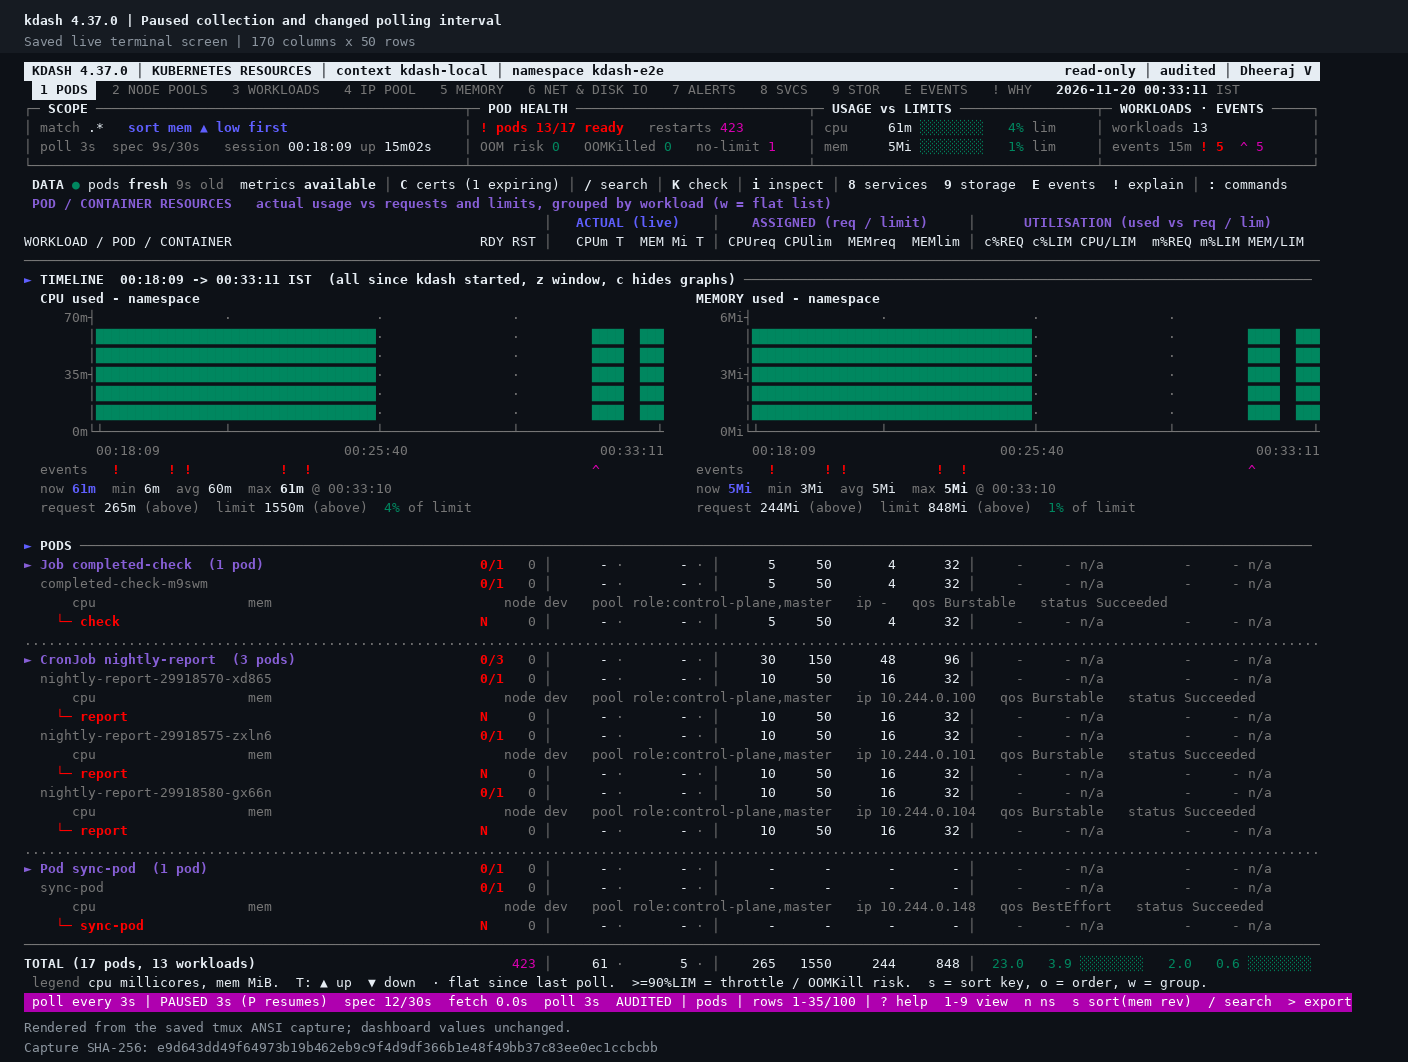 kdash 4.37.0 | Paused collection and changed polling interval
Saved live terminal screen | 170 columns x 50 rows
KDASH 4.37.0 │ KUBERNETES RESOURCES │ context kdash-local │ namespace kdash-e2e read-only │ audited │ Dheeraj V
1 PODS 2 NODE POOLS 3 WORKLOADS 4 IP POOL 5 MEMORY 6 NET & DISK IO 7 ALERTS 8 SVCS 9 STOR E EVENTS ! WHY 2026-11-20 00:33:11 IST
SCOPE POD HEALTH USAGE vs LIMITS WORKLOADS · EVENTS
│ match .* sort mem ▲ low first │ ! pods 13/17 ready restarts 423 │ cpu 61m ░░░░░░░░ 4% lim │ workloads 13 │
│ poll 3s spec 9s/30s session 00:18:09 up 15m02s │ OOM risk 0 OOMKilled 0 no-limit 1 │ mem 5Mi ░░░░░░░░ 1% lim │ events 15m ! 5 ^ 5 │
DATA ● pods fresh 9s old metrics available │ C certs (1 expiring) │ / search │ K check │ i inspect │ 8 services 9 storage E events ! explain │ : commands
POD / CONTAINER RESOURCES actual usage vs requests and limits, grouped by workload (w = flat list)
│ ACTUAL (live) │ ASSIGNED (req / limit) │ UTILISATION (used vs req / lim)
WORKLOAD / POD / CONTAINER RDY RST │ CPUm T MEM Mi T │ CPUreq CPUlim MEMreq MEMlim │ c%REQ c%LIM CPU/LIM m%REQ m%LIM MEM/LIM
► TIMELINE 00:18:09 -> 00:33:11 IST (all since kdash started, z window, c hides graphs)
CPU used - namespace MEMORY used - namespace
70m 6Mi
35m 3Mi
0m 0Mi
00:18:09 00:25:40 00:33:11 00:18:09 00:25:40 00:33:11
events ! ! ! ! ! ^ events ! ! ! ! ! ^
now 61m min 6m avg 60m max 61m @ 00:33:10 now 5Mi min 3Mi avg 5Mi max 5Mi @ 00:33:10
request 265m (above) limit 1550m (above) 4% of limit request 244Mi (above) limit 848Mi (above) 1% of limit
► PODS
► Job completed-check (1 pod) 0/1 0 │ - · - · │ 5 50 4 32 │ - - n/a - - n/a
completed-check-m9swm 0/1 0 │ - · - · │ 5 50 4 32 │ - - n/a - - n/a
cpu mem node dev pool role:control-plane,master ip - qos Burstable status Succeeded
└─ check N 0 │ - · - · │ 5 50 4 32 │ - - n/a - - n/a
► CronJob nightly-report (3 pods) 0/3 0 │ - · - · │ 30 150 48 96 │ - - n/a - - n/a
nightly-report-29918570-xd865 0/1 0 │ - · - · │ 10 50 16 32 │ - - n/a - - n/a
cpu mem node dev pool role:control-plane,master ip 10.244.0.100 qos Burstable status Succeeded
└─ report N 0 │ - · - · │ 10 50 16 32 │ - - n/a - - n/a
nightly-report-29918575-zxln6 0/1 0 │ - · - · │ 10 50 16 32 │ - - n/a - - n/a
cpu mem node dev pool role:control-plane,master ip 10.244.0.101 qos Burstable status Succeeded
└─ report N 0 │ - · - · │ 10 50 16 32 │ - - n/a - - n/a
nightly-report-29918580-gx66n 0/1 0 │ - · - · │ 10 50 16 32 │ - - n/a - - n/a
cpu mem node dev pool role:control-plane,master ip 10.244.0.104 qos Burstable status Succeeded
└─ report N 0 │ - · - · │ 10 50 16 32 │ - - n/a - - n/a
► Pod sync-pod (1 pod) 0/1 0 │ - · - · │ - - - - │ - - n/a - - n/a
sync-pod 0/1 0 │ - · - · │ - - - - │ - - n/a - - n/a
cpu mem node dev pool role:control-plane,master ip 10.244.0.148 qos BestEffort status Succeeded
└─ sync-pod N 0 │ - · - · │ - - - - │ - - n/a - - n/a
TOTAL (17 pods, 13 workloads) 423 │ 61 · 5 · │ 265 1550 244 848 │ 23.0 3.9 ░░░░░░░░ 2.0 0.6 ░░░░░░░░
legend cpu millicores, mem MiB. T: ▲ up ▼ down · flat since last poll. >=90%LIM = throttle / OOMKill risk. s = sort key, o = order, w = group.
poll every 3s | PAUSED 3s (P resumes) spec 12/30s fetch 0.0s poll 3s AUDITED | pods | rows 1-35/100 | ? help 1-9 view n ns s sort(mem rev) / search > export
Rendered from the saved tmux ANSI capture; dashboard values unchanged.
Capture SHA-256: e9d643dd49f64973b19b462eb9c9f4d9df366b1e48f49bb37c83ee0ec1ccbcbb